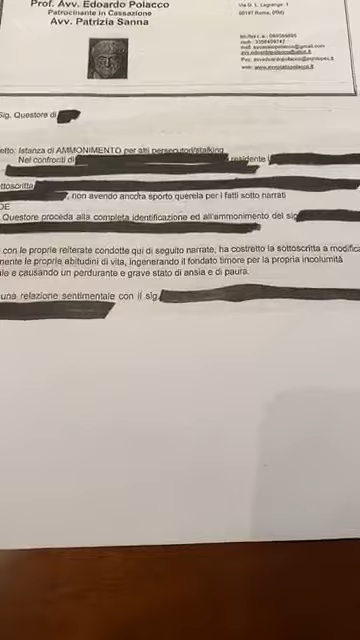 Prof. Avv. Edoardo Polacco
Patrocinante in Cassazione
Avv. Patrizia Sanna
00197 Roma, (RM)
Sig. Questore di
etto: Istanza di AMMONIMENTO per atti persecutori/stalking
Nel confronti di residente
ttoscritta
, non avendo ancora sporto querela per i fatti sotto narrati
DE
Questore proceda alla completa identificazione ed all'ammonimento del sig
con le proprie reiterate condotte qui di seguito narrate, ha costretto la sottoscritta a modifica
mente le proprie abitudini di vita, ingenerando il fondato timore per la propria incolumità
ale e causando un perdurante e grave stato di ansia e di paura.
una relazione sentimentale con il sig.